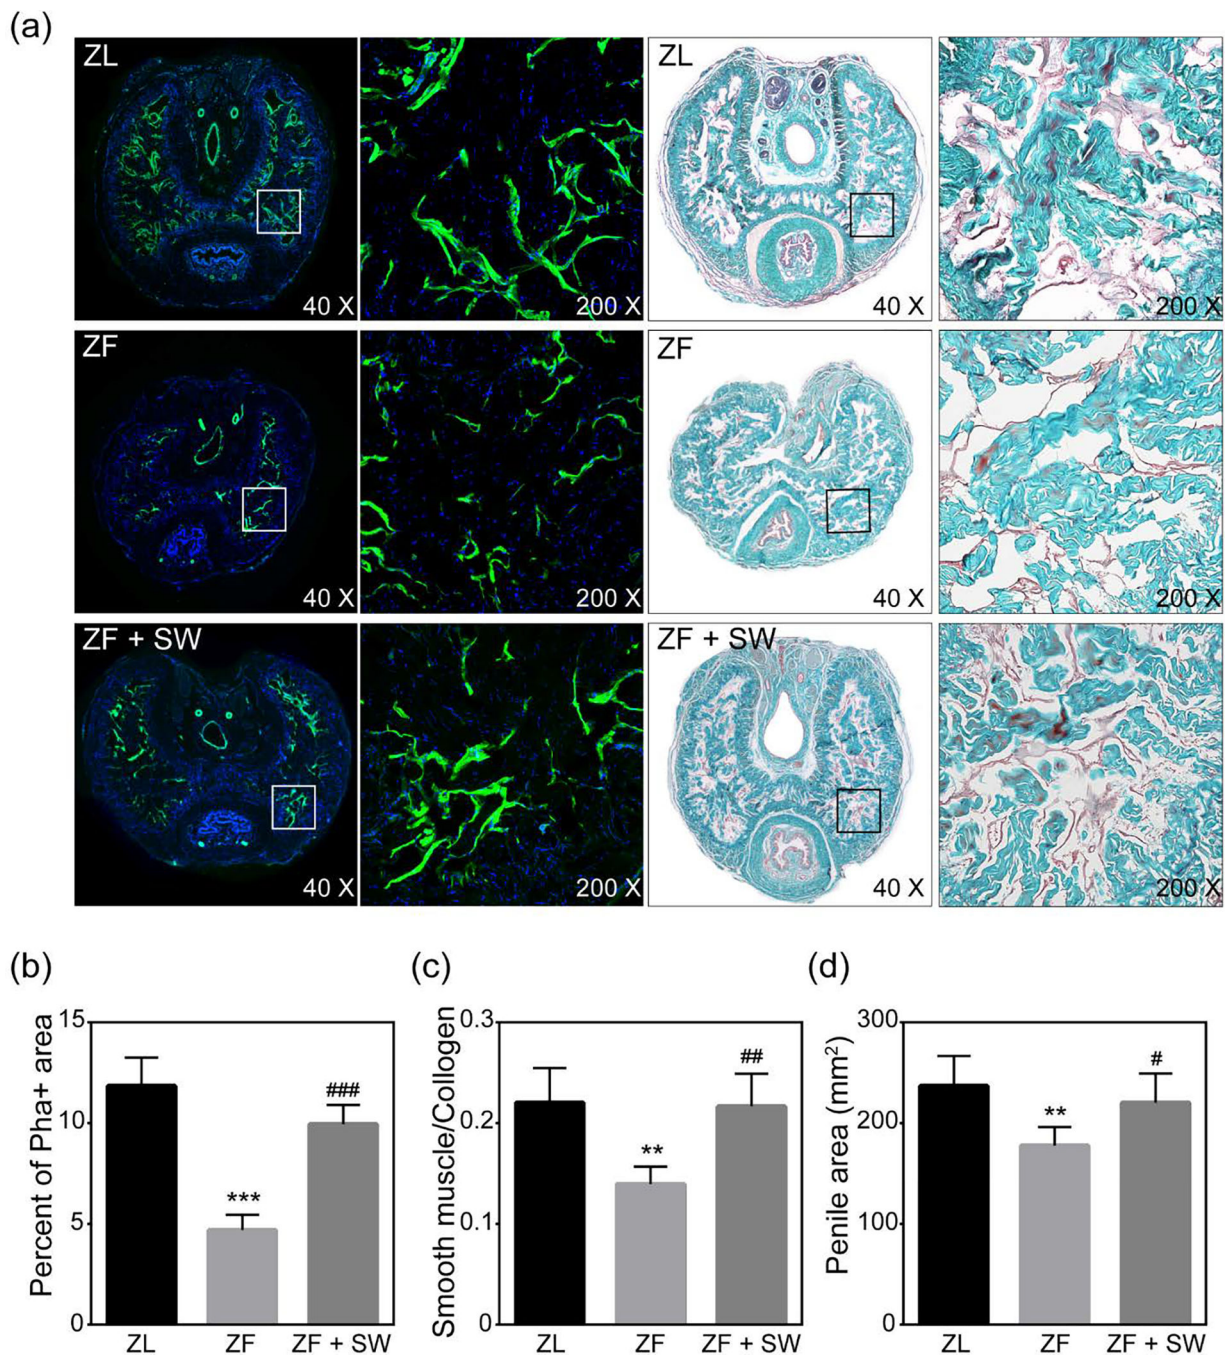 (a)
ZL
40 X
200 X
ZL
40 X
200 X
ZF
40 X
200 X
ZF
40 X
200 X
ZF + SW
40 X
200 X
ZF + SW
40 X
200 X
(b)
Percent of Pha+ area
15
10
5
0
***
###
ZL
ZF
ZF + SW
(c)
Smooth muscle/Collagen
0.3
0.2
0.1
0
**
##
ZL
ZF
ZF + SW
(d)
Penile area (mm²)
300
200
100
0
**
#
ZL
ZF
ZF + SW